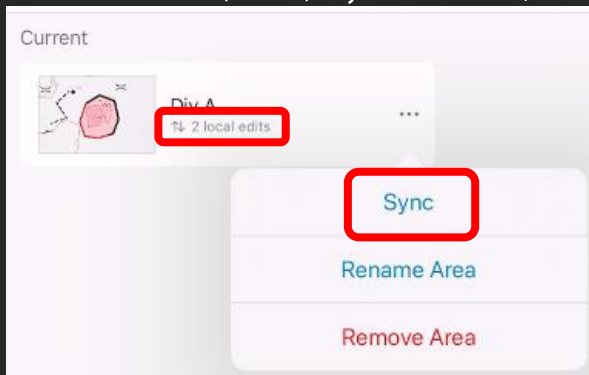 Current
Div A
...
2 local edits
Sync
Rename Area
Remove Area